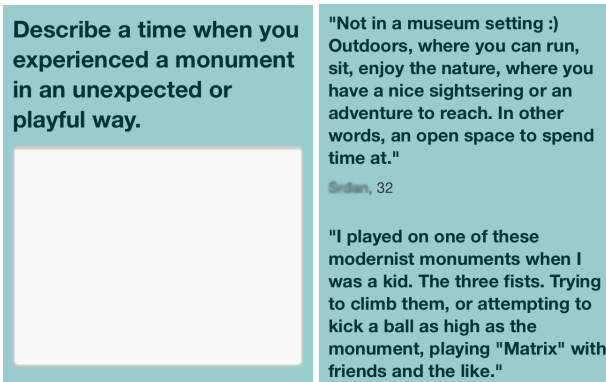 Describe a time when you
experienced a monument
in an unexpected or
playful way.
"Not in a museum setting :)
Outdoors, where you can run,
sit, enjoy the nature, where you
have a nice sightsering or an
adventure to reach. In other
words, an open space to spend
time at."
, 32
"I played on one of these
modernist monuments when I
was a kid. The three fists. Trying
to climb them, or attempting to
kick a ball as high as the
monument, playing "Matrix" with
friends and the like."